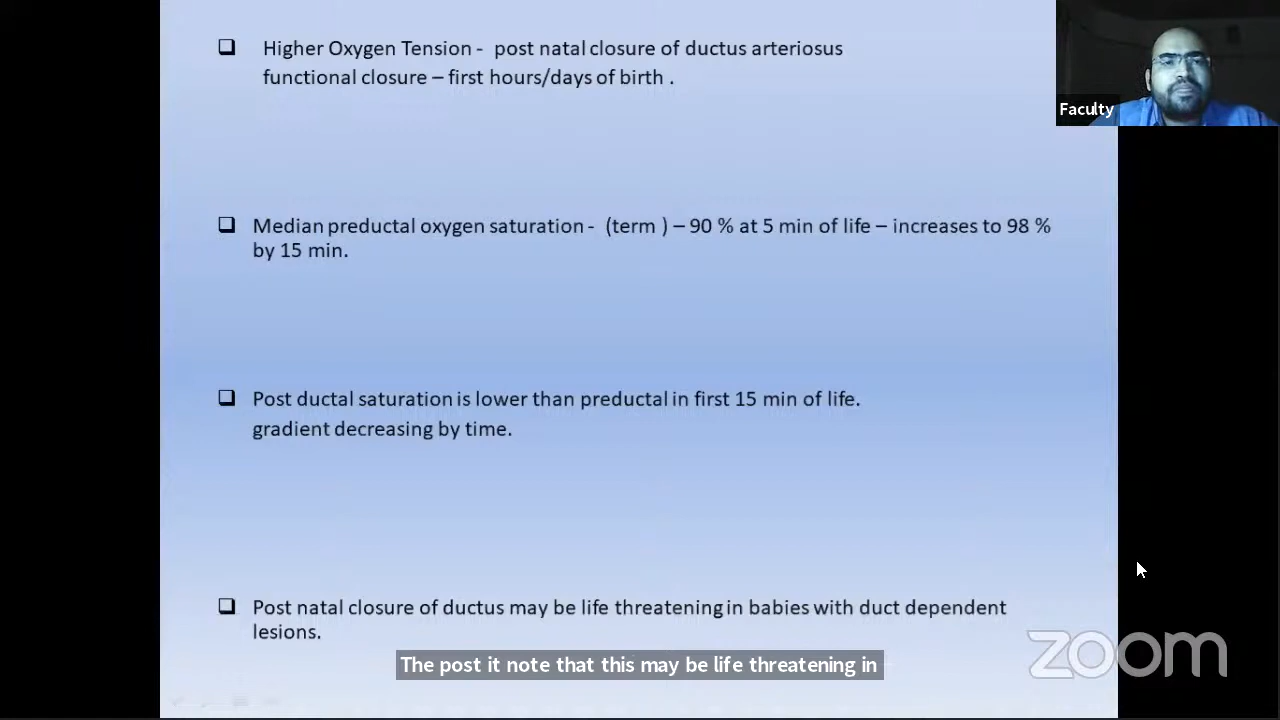 Higher Oxygen Tension - post natal closure of ductus arteriosus
functional closure – first hours/days of birth .
Faculty
Median preductal oxygen saturation - (term ) – 90 % at 5 min of life – increases to 98 %
by 15 min.
Post ductal saturation is lower than preductal in first 15 min of life.
gradient decreasing by time.
Post natal closure of ductus may be life threatening in babies with duct dependent
lesions.
The post it note that this may be life threatening in
zoom